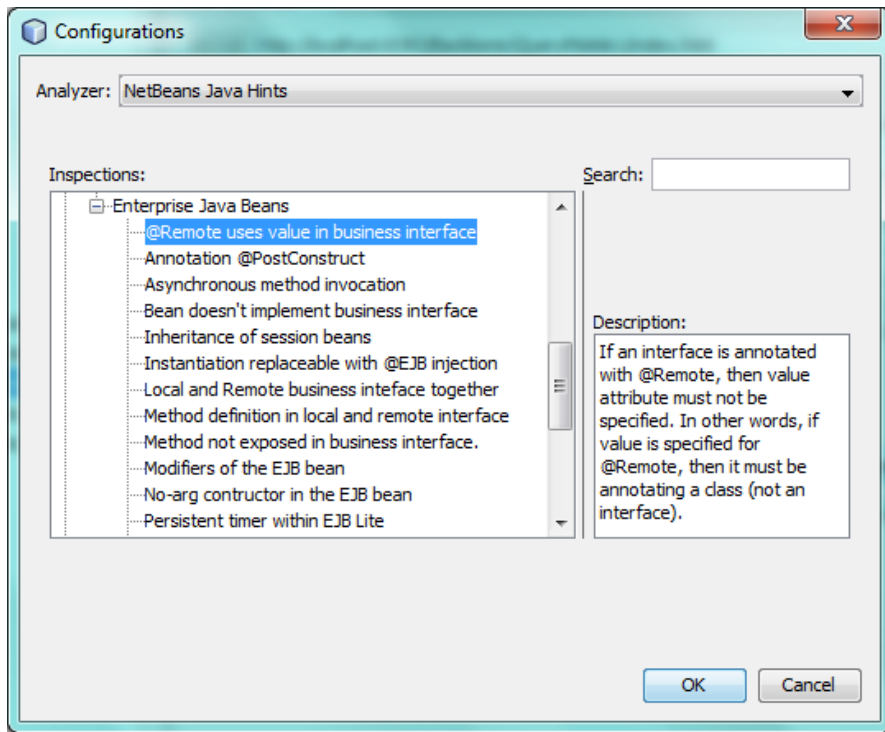 Configurations
Analyzer: NetBeans Java Hints
Inspections:
Search:
Enterprise Java Beans
@Remote uses value in business interface
Annotation @PostConstruct
Asynchronous method invocation
Bean doesn't implement business interface
Inheritance of session beans
Instantiation replaceable with @EJB injection
Local and Remote business inteface together
Method definition in local and remote interface
Method not exposed in business interface.
Modifiers of the EJB bean
No-arg contructor in the EJB bean
Persistent timer within EJB Lite
Description:
If an interface is annotated
with @Remote, then value
attribute must not be
specified. In other words, if
value is specified for
@Remote, then it must be
annotating a class (not an
interface).
OK
Cancel